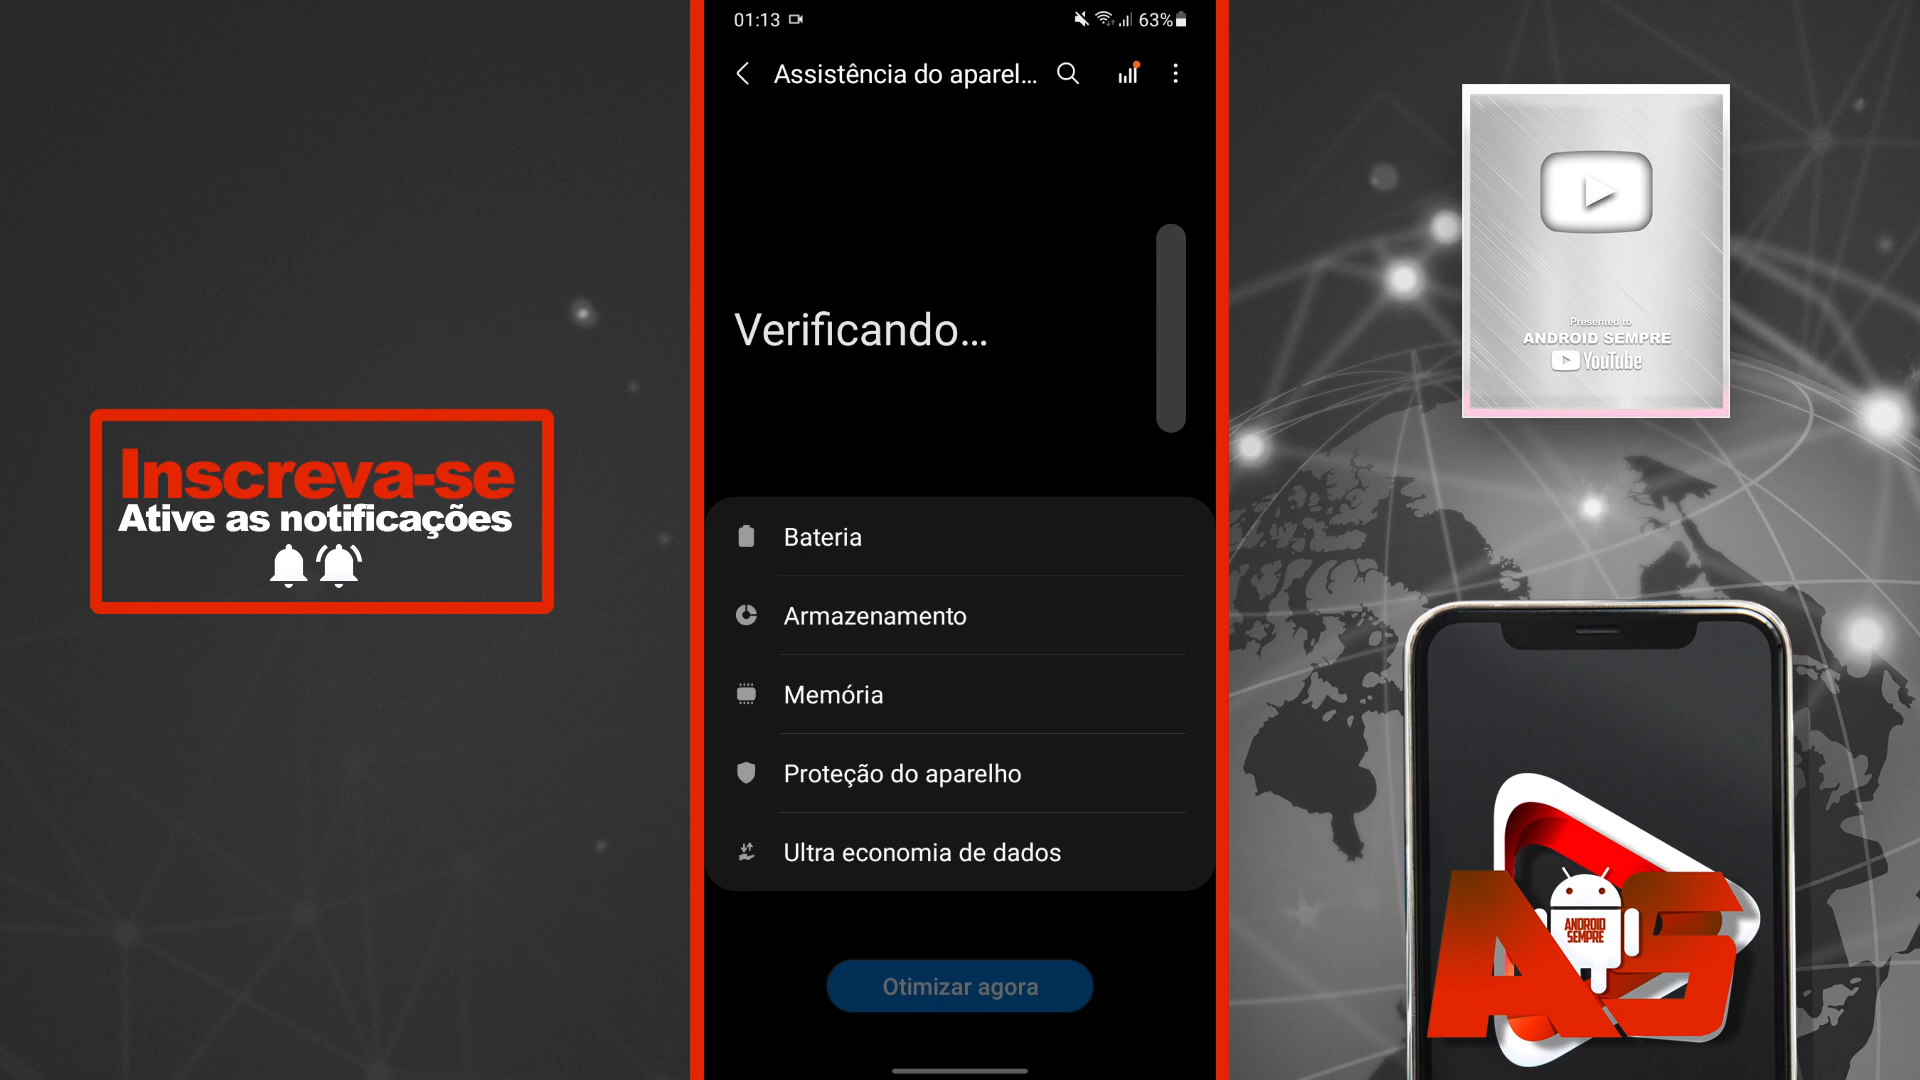 01:13
63%
Assistência do aparel...
Verificando...
Bateria
Armazenamento
Memória
Proteção do aparelho
Ultra economia de dados
Otimizar agora
Inscreva-se
Ative as notificações
Presented to
ANDROID SEMPRE
YouTube
AS
ANDROID
SEMPRE